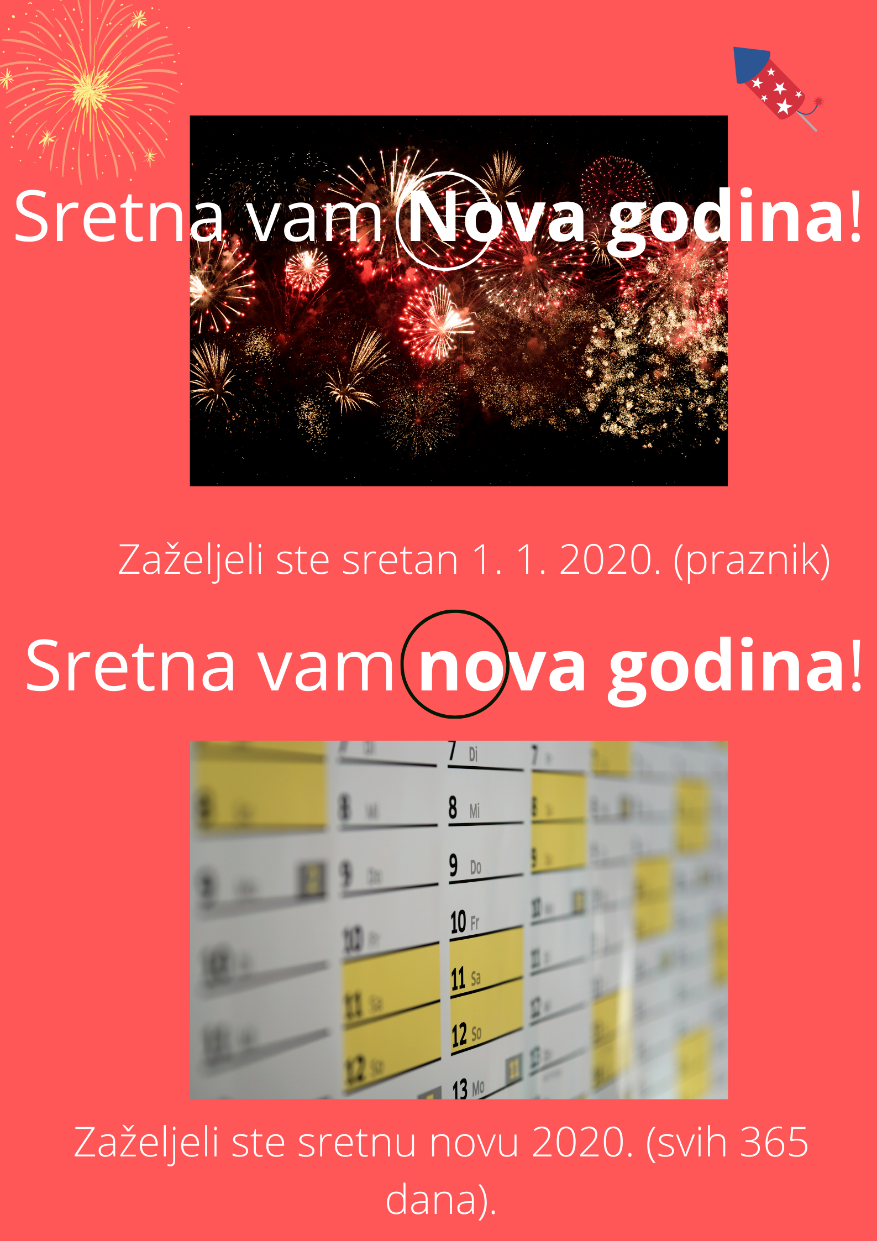 Sretna vam Nova godina!
Zaželjeli ste sretan 1. 1. 2020. (praznik)
Sretna vam nova godina!
7 Di
8 Mi
9 Do
10 Fr
11 Sa
12 So
13 Mo
Zaželjeli ste sretnu novu 2020. (svih 365
dana).